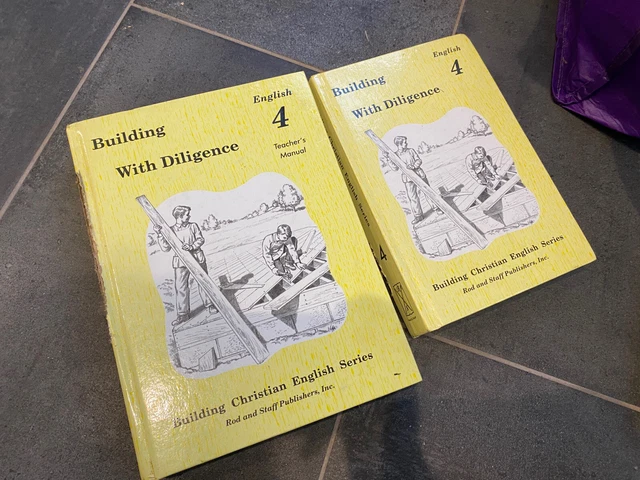 English
4
Building
With Diligence
Teacher's
Manual
Building Christian English Series
Rod and Staff Publishers, Inc.
English
4
Building
With Diligence
Building Christian English Series
Rod and Staff Publishers, Inc.
4